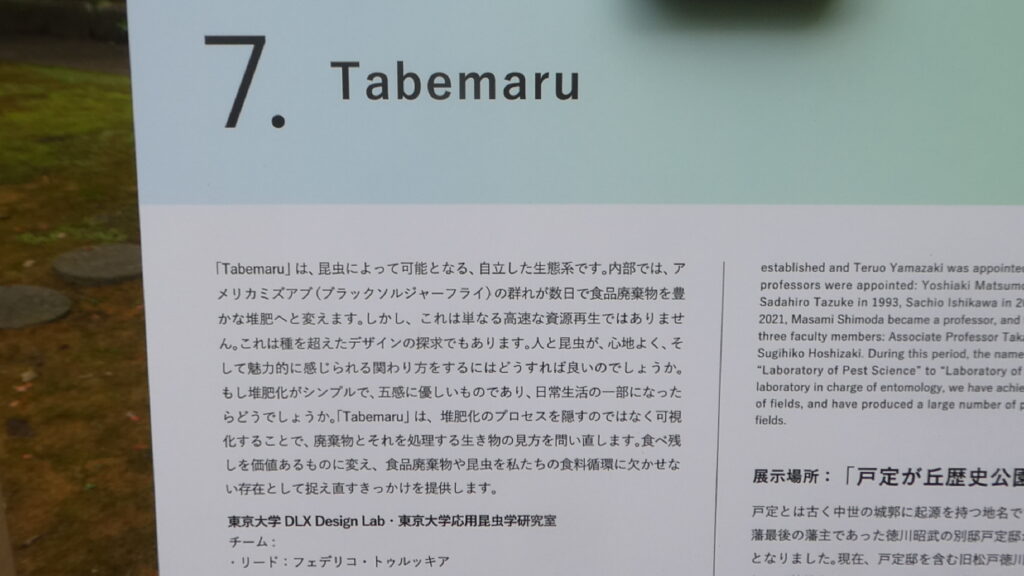 7. Tabemaru
「Tabemaru」は、昆虫によって可能となる、自立した生態系です。内部では、ア
メリカミズアブ（ブラックソルジャーフライ）の群れが数日で食品廃棄物を豊
かな堆肥へと変えます。しかし、これは単なる高速な資源再生ではありませ
ん。これは種を超えたデザインの探求でもあります。人と昆虫が、心地よく、そ
して魅力的に感じられる関わり方をするにはどうすれば良いのでしょうか。
もし堆肥化がシンプルで、五感に優しいものであり、日常生活の一部になった
らどうでしょうか。「Tabemaru」は、堆肥化のプロセスを隠すのではなく可視
化することで、廃棄物とそれを処理する生き物の見方を問い直します。食べ残
しを価値あるものに変え、食品廃棄物や昆虫を私たちの食料循環に欠かせな
い存在として捉え直すきっかけを提供します。
東京大学 DLX Design Lab・東京大学応用昆虫学研究室
チーム：
・リード：フェデリコ・トゥルッキア
established and Teruo Yamazaki was appointe
professors were appointed: Yoshiaki Matsum
Sadahiro Tazuke in 1993, Sachio Ishikawa in 2
2021, Masami Shimoda became a professor, and
three faculty members: Associate Professor Tak
Sugihiko Hoshizaki. During this period, the name
"Laboratory of Pest Science" to "Laboratory of
laboratory in charge of entomology, we have achie
of fields, and have produced a large number of p
fields.
展示場所：「戸定が丘歴史公園
戸定とは古く中世の城郭に起源を持つ地名で
藩最後の藩主であった徳川昭武の別邸戸定邸
となりました。現在、戸定邸を含む旧松戸徳川